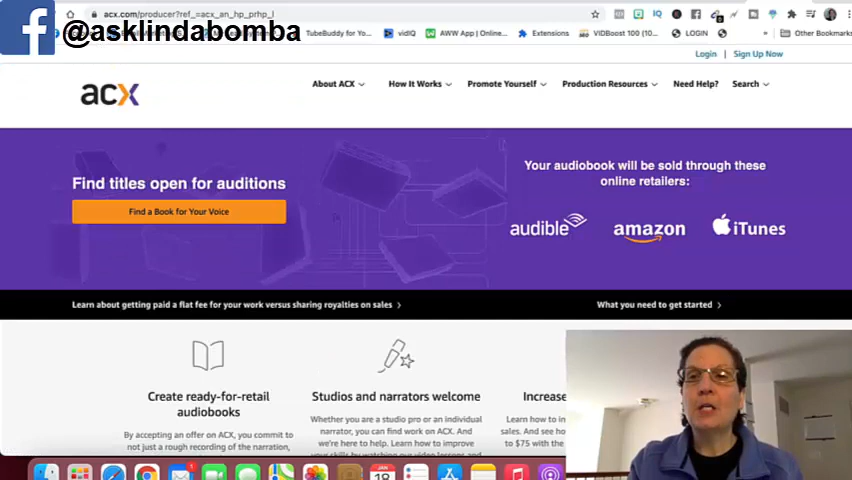 @asklindabomba
acx.com/producer?ref_=acx_an_hp_prhp_l
TubeBuddy for Yo... vidIQ AWW App | Online... Extensions VIDBoost 100 (10... LOGIN » Other Bookmarks
Login | Sign Up Now
acx
About ACX How It Works Promote Yourself Production Resources Need Help? Search
Find titles open for auditions
Find a Book for Your Voice
Your audiobook will be sold through these
online retailers:
audible amazon iTunes
Learn about getting paid a flat fee for your work versus sharing royalties on sales >
What you need to get started >
Create ready-for-retail
audiobooks
By accepting an offer on ACX, you commit to
not just a rough recording of the narration,
Studios and narrators welcome
Whether you are a studio pro or an individual
narrator, you can find work on ACX. And
we're here to help. Learn how to improve
your skills by watching our video lessons and
Increase
Learn how to in
sales. And see ho
to $75 with the
JAN
18